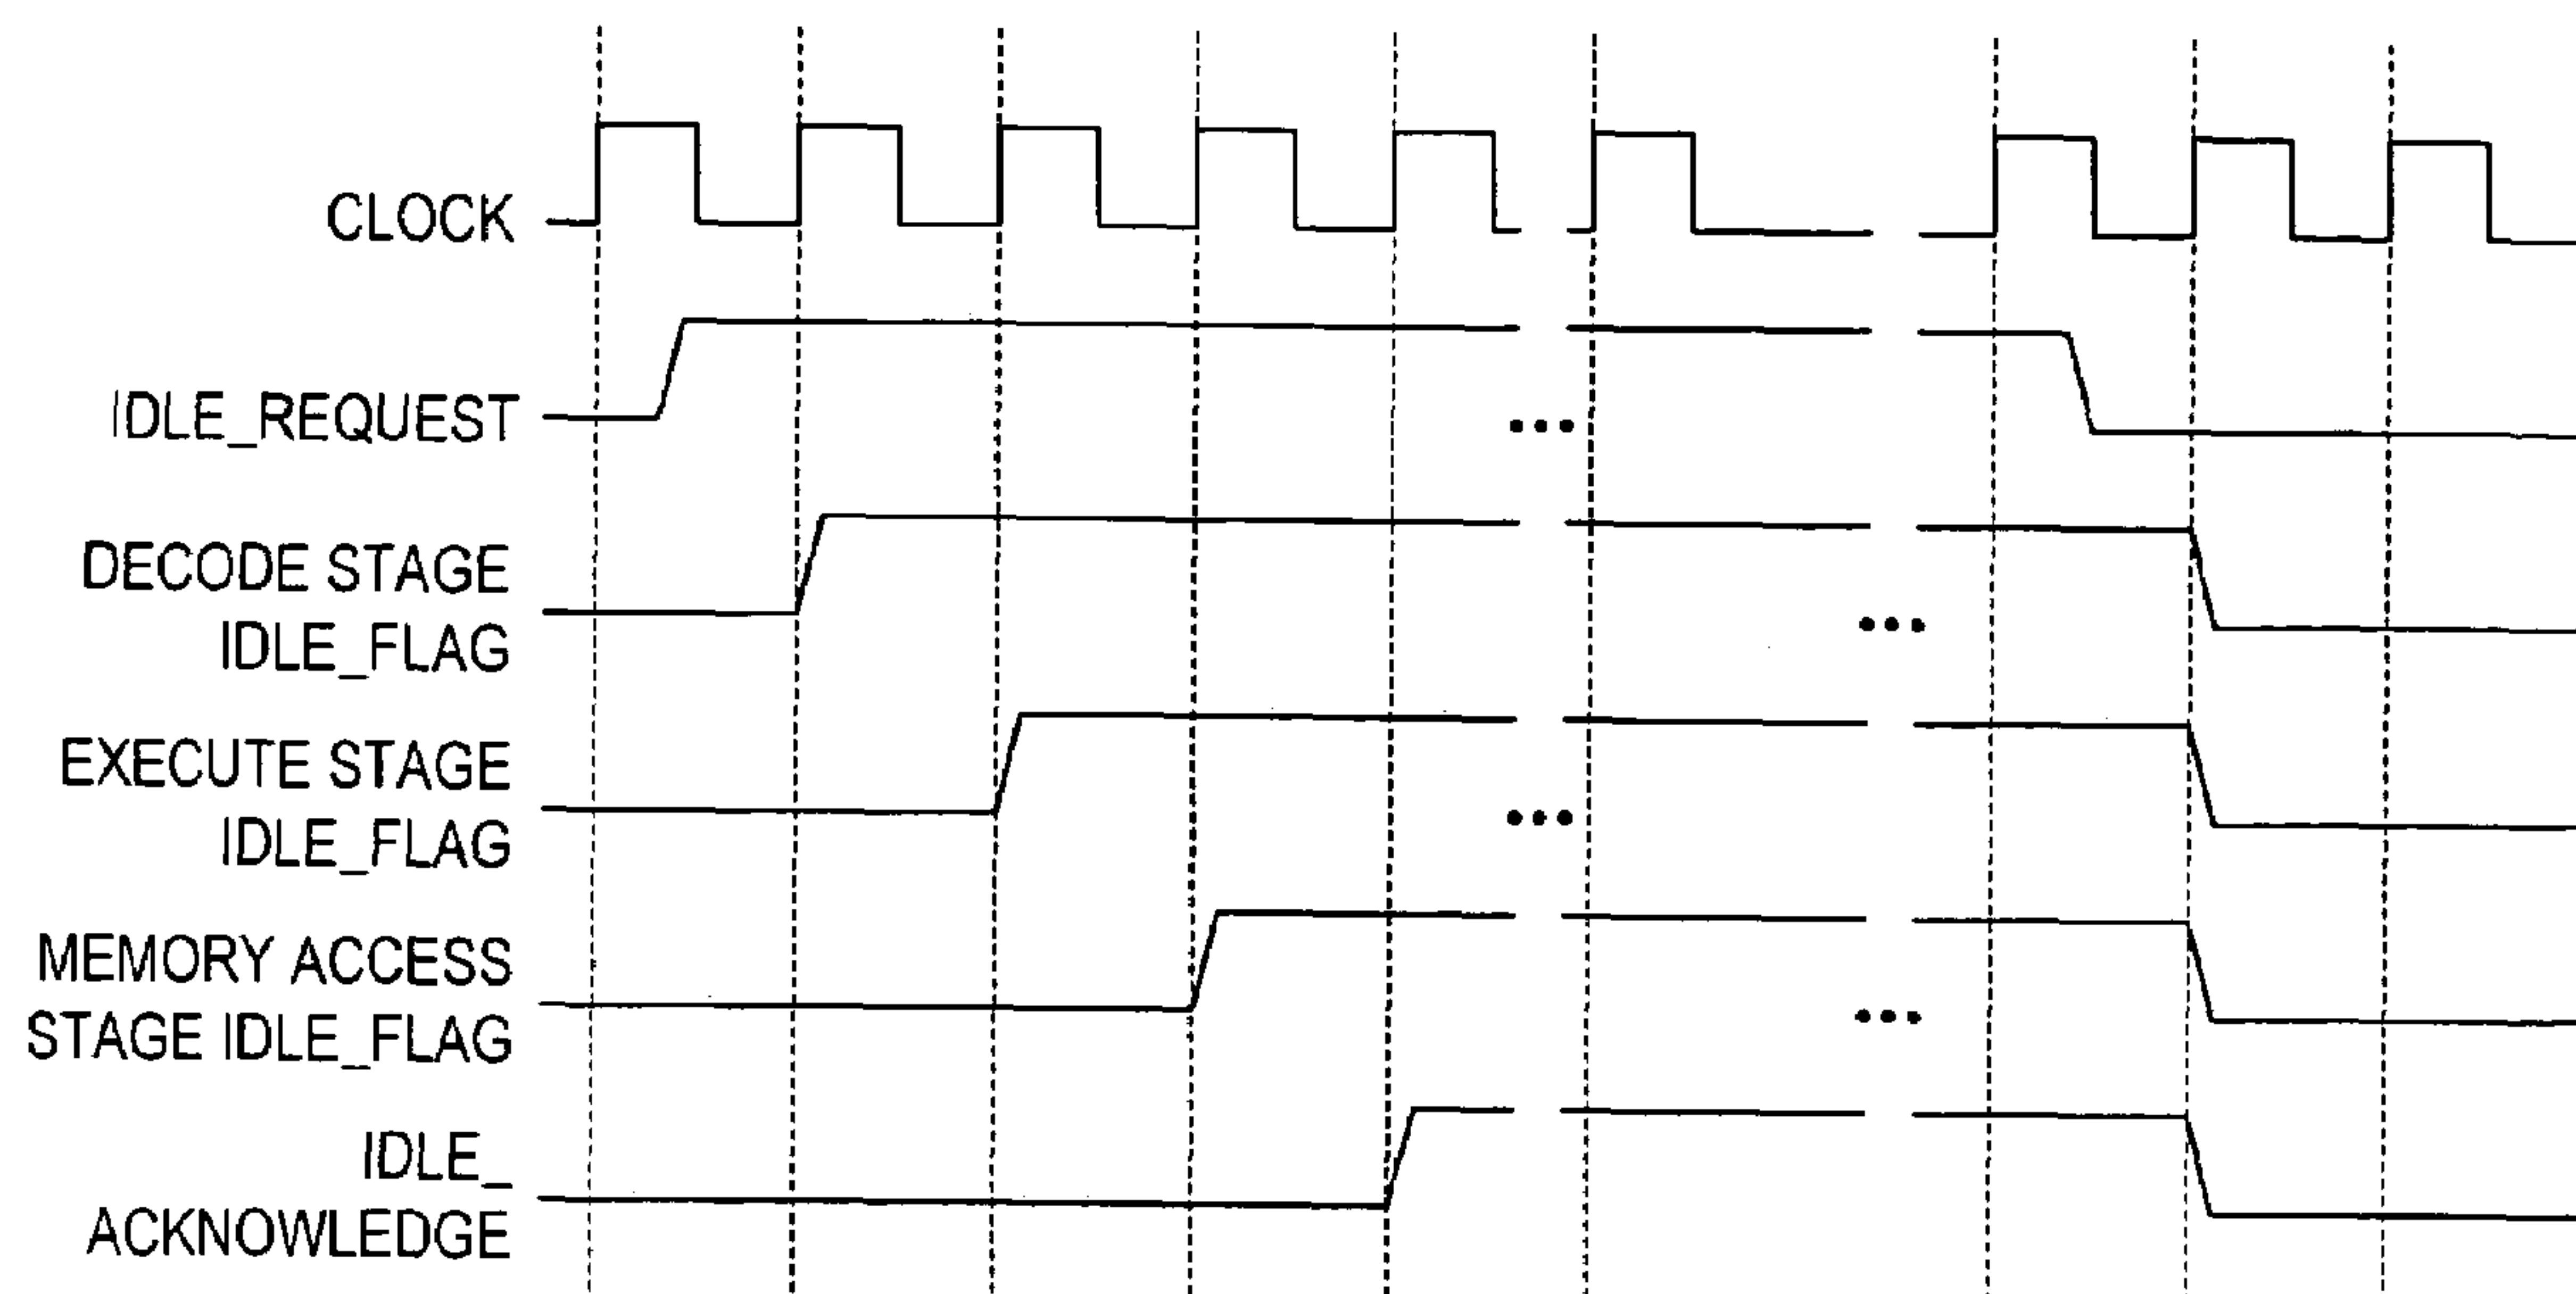 CLOCK
IDLE_REQUEST
•••
DECODE STAGE
IDLE_FLAG
•••
EXECUTE STAGE
IDLE_FLAG
•••
MEMORY ACCESS
STAGE IDLE_FLAG
•••
IDLE_
ACKNOWLEDGE